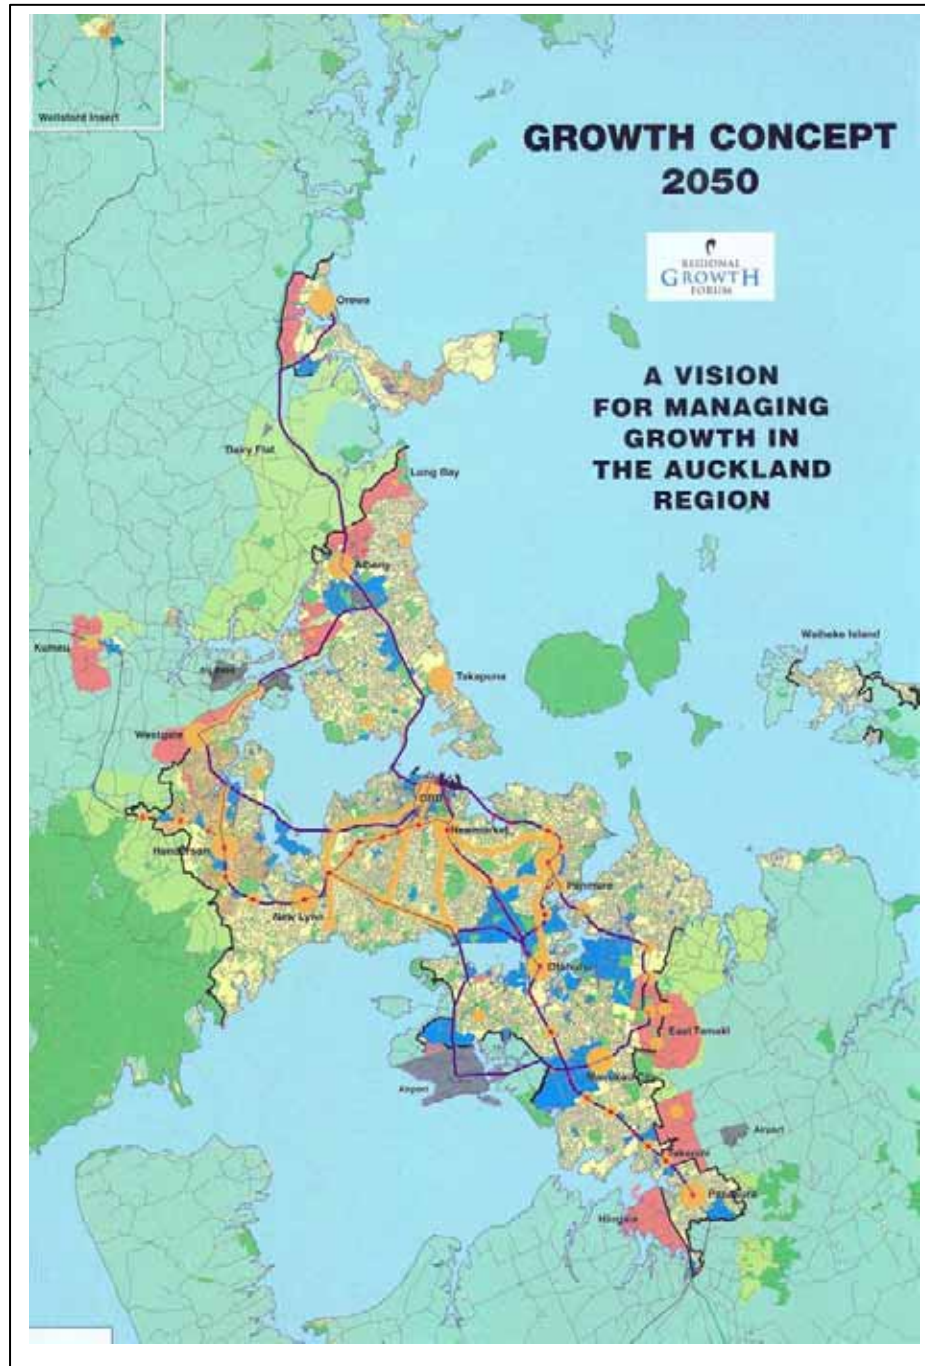 Wellsford Insert
GROWTH CONCEPT
2050
REGIONAL
GROWTH
FORUM
A VISION
FOR MANAGING
GROWTH IN
THE AUCKLAND
REGION
Orewa
Dairy Flat
Long Bay
Albany
Kumeu
Waiheke Island
Takapuna
Westgate
CBD
Newmarket
Henderson
Panmure
New Lynn
Otahuhu
East Tamaki
Airport
Airport
Takanini
Papakura
Hingaia